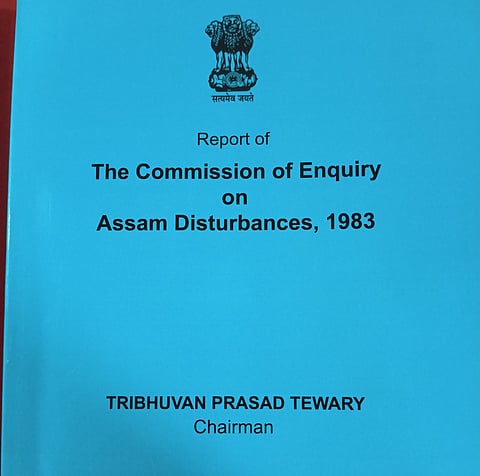 सत्यमेव जयते
Report of
The Commission of Enquiry
on
Assam Disturbances, 1983
TRIBHUVAN PRASAD TEWARY
Chairman